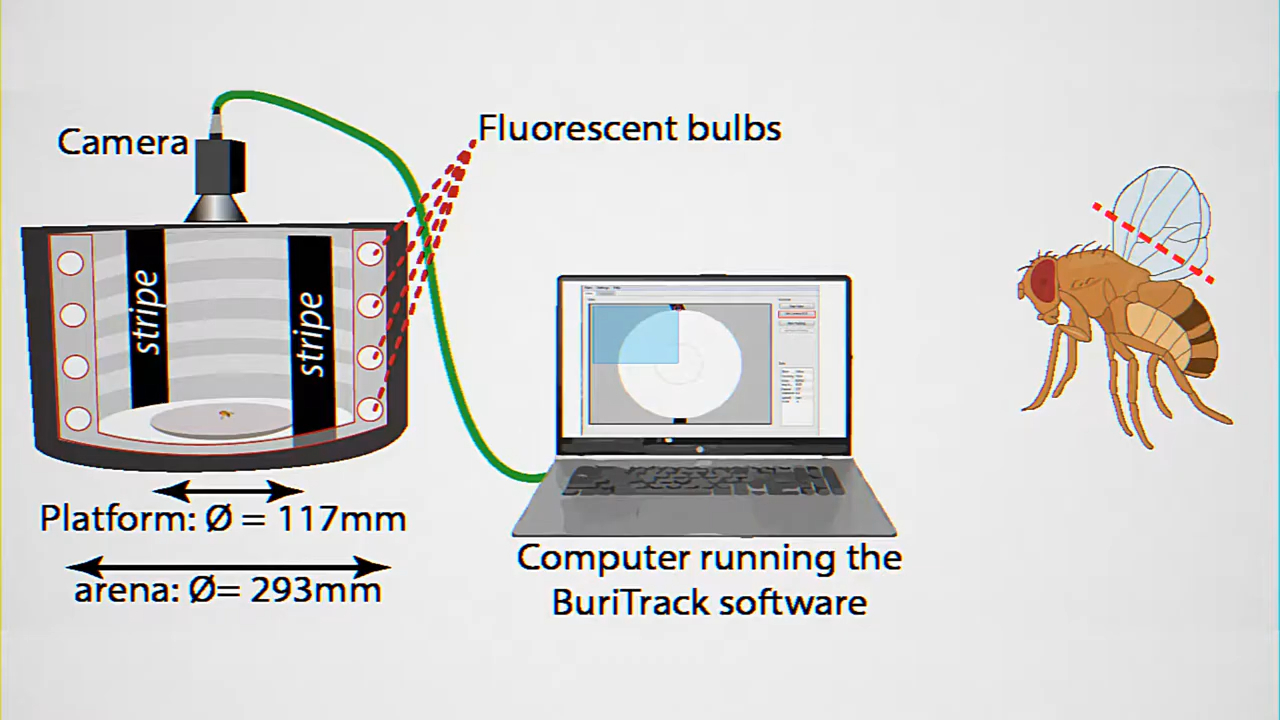 Camera
Fluorescent bulbs
stripe
stripe
Platform: Ø = 117mm
arena: Ø= 293mm
Computer running the
BuriTrack software